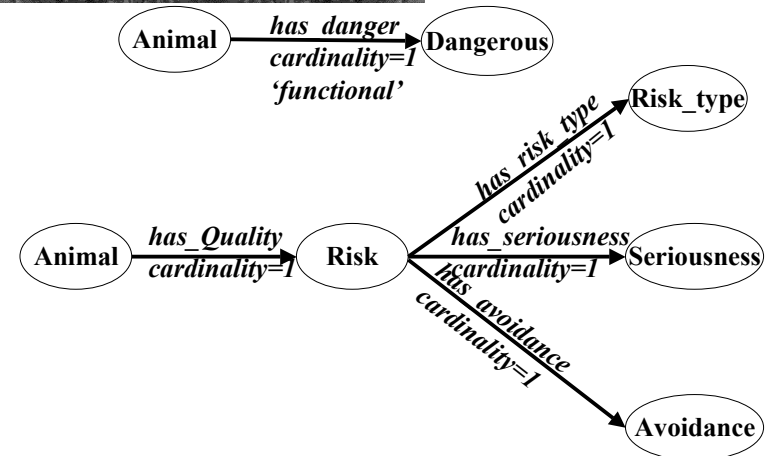 Animal
has_danger
cardinality=1
‘functional’
Dangerous
Animal
has_Quality
cardinality=1
Risk
has_risk_type
cardinality=1
Risk_type
has_seriousness
cardinality=1
Seriousness
has_avoidance
cardinality=1
Avoidance